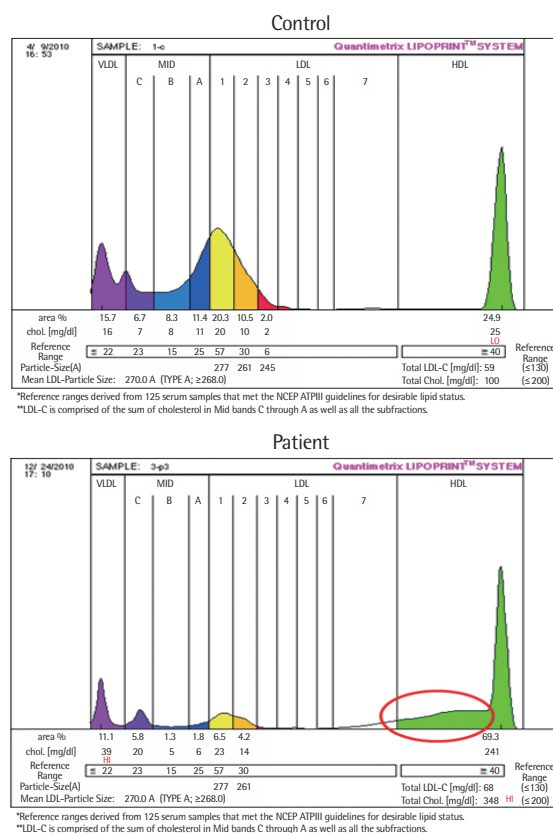 Control
4/ 9/2010
16: 53
SAMPLE: 1-c
Quantimetrix LIPOPRINT™ SYSTEM
VLDL MID LDL HDL
C B A 1 2 3 4 5 6 7
area % 15.7 6.7 8.3 11.4 20.3 10.5 2.0 24.9
chol. [mg/dl] 16 7 8 11 20 10 2 25
LO
Reference Range ≤ 22 23 15 25 57 30 6 ≥ 40 Reference Range
Particle-Size(A) 277 261 245 Total LDL-C [mg/dl]: 59 (≤130)
Mean LDL-Particle Size: 270.0 A (TYPE A; ≥268.0) Total Chol. [mg/dl]: 100 (≤200)
*Reference ranges derived from 125 serum samples that met the NCEP ATPIII guidelines for desirable lipid status.
**LDL-C is comprised of the sum of cholesterol in Mid bands C through A as well as all the subfractions.
Patient
12/ 24/2010
17: 10
SAMPLE: 3-p3
Quantimetrix LIPOPRINT™ SYSTEM
VLDL MID LDL HDL
C B A 1 2 3 4 5 6 7
area % 11.1 5.8 1.3 1.8 6.5 4.2 69.3
chol. [mg/dl] 39 20 5 6 23 14 241
HI
Reference Range ≤ 22 23 15 25 57 30 ≥ 40 Reference Range
Particle-Size(A) 277 261 Total LDL-C [mg/dl]: 68 (≤130)
Mean LDL-Particle Size: 270.0 A (TYPE A; ≥268.0) Total Chol. [mg/dl]: 348 HI (≤200)
*Reference ranges derived from 125 serum samples that met the NCEP ATPIII guidelines for desirable lipid status.
**LDL-C is comprised of the sum of cholesterol in Mid bands C through A as well as all the subfractions.